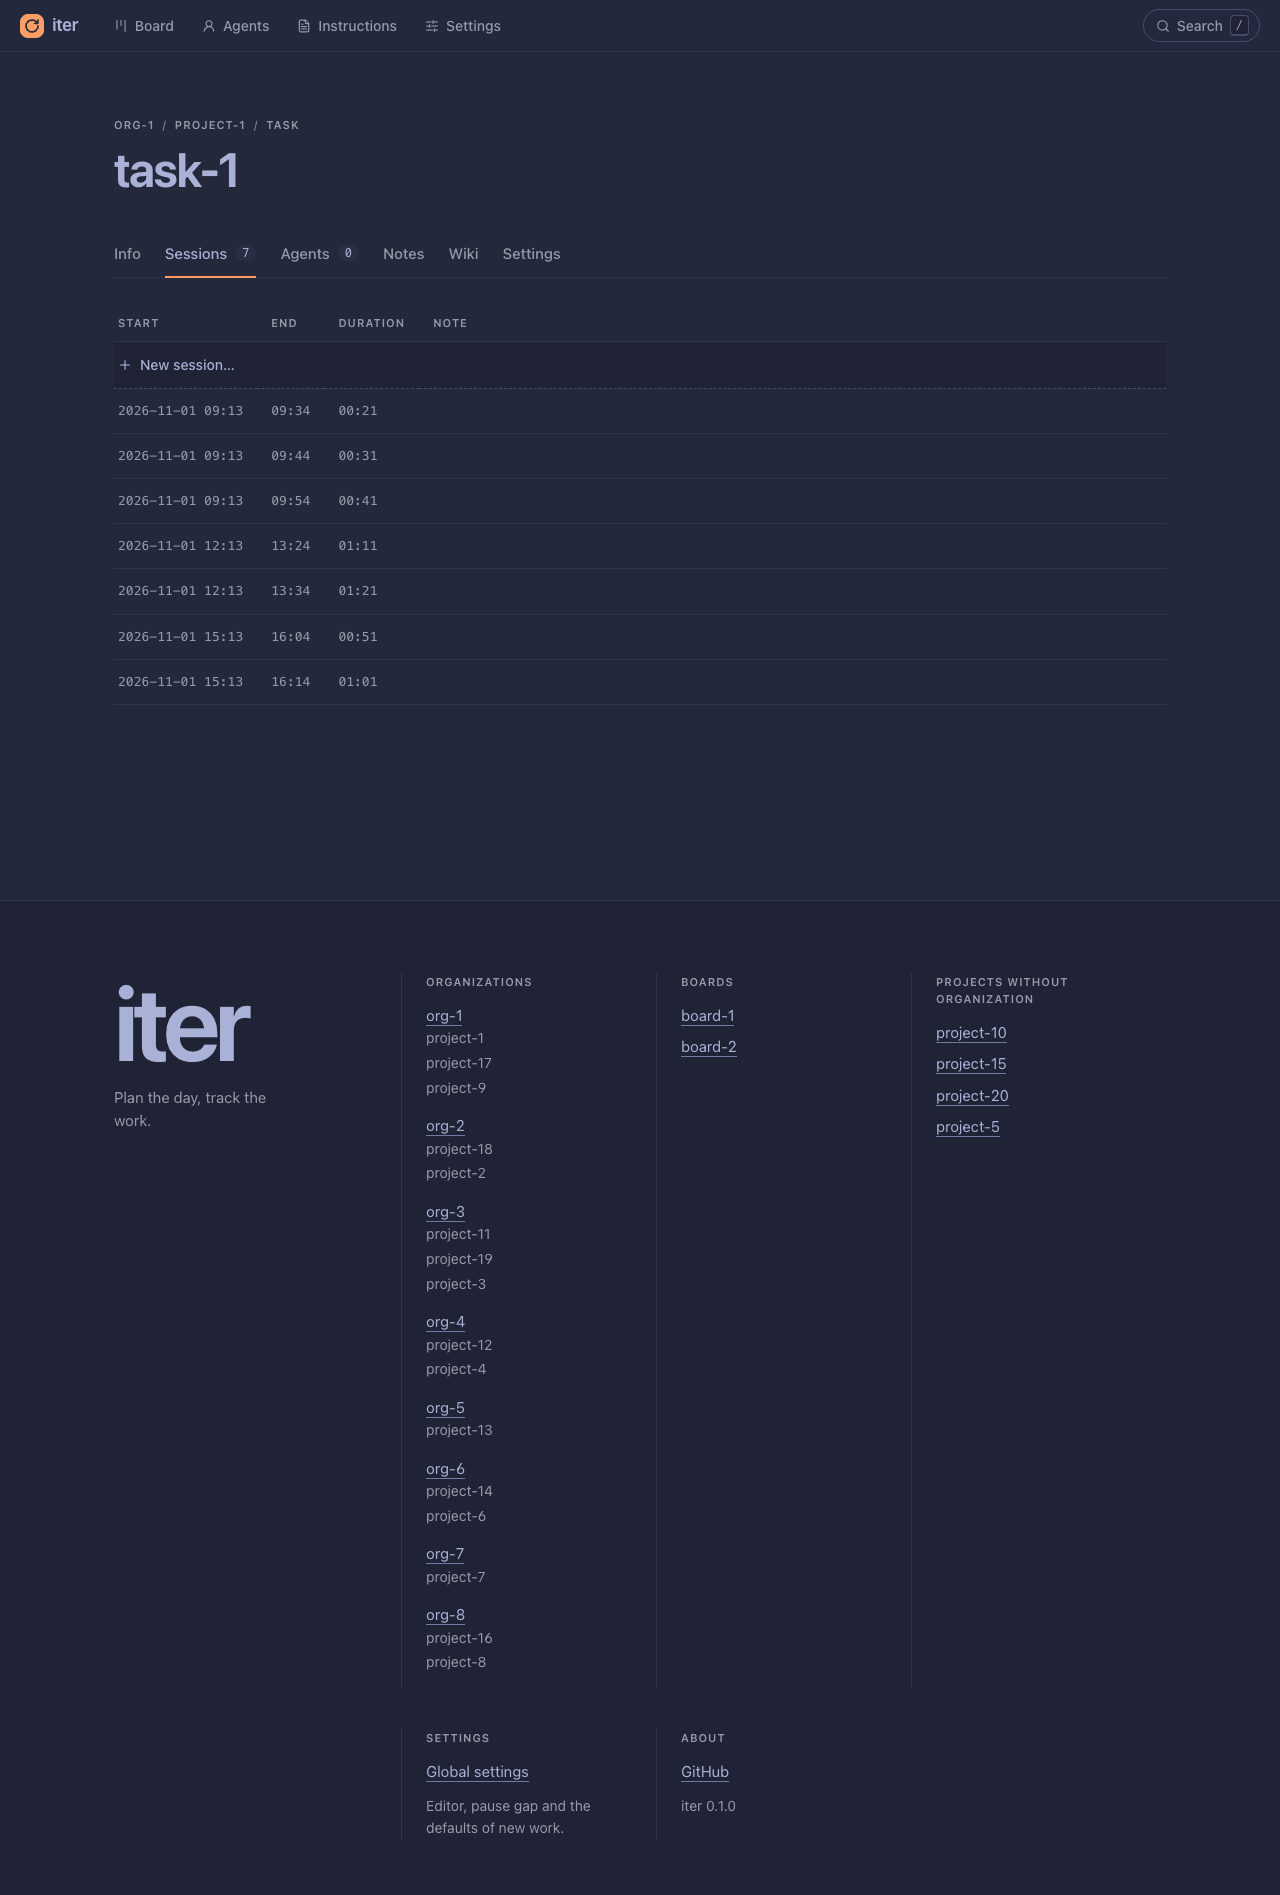 iter
Board
Agents
Instructions
Settings
Search /
ORG-1 / PROJECT-1 / TASK
task-1
Info
Sessions 7
Agents 0
Notes
Wiki
Settings
START END DURATION NOTE
New session...
2026-11-01 09:13 09:34 00:21
2026-11-01 09:13 09:44 00:31
2026-11-01 09:13 09:54 00:41
2026-11-01 12:13 13:24 01:11
2026-11-01 12:13 13:34 01:21
2026-11-01 15:13 16:04 00:51
2026-11-01 15:13 16:14 01:01
iter
Plan the day, track the
work.
ORGANIZATIONS
org-1
project-1
project-17
project-9
org-2
project-18
project-2
org-3
project-11
project-19
project-3
org-4
project-12
project-4
org-5
project-13
org-6
project-14
project-6
org-7
project-7
org-8
project-16
project-8
BOARDS
board-1
board-2
PROJECTS WITHOUT
ORGANIZATION
project-10
project-15
project-20
project-5
SETTINGS
Global settings
Editor, pause gap and the
defaults of new work.
ABOUT
GitHub
iter 0.1.0